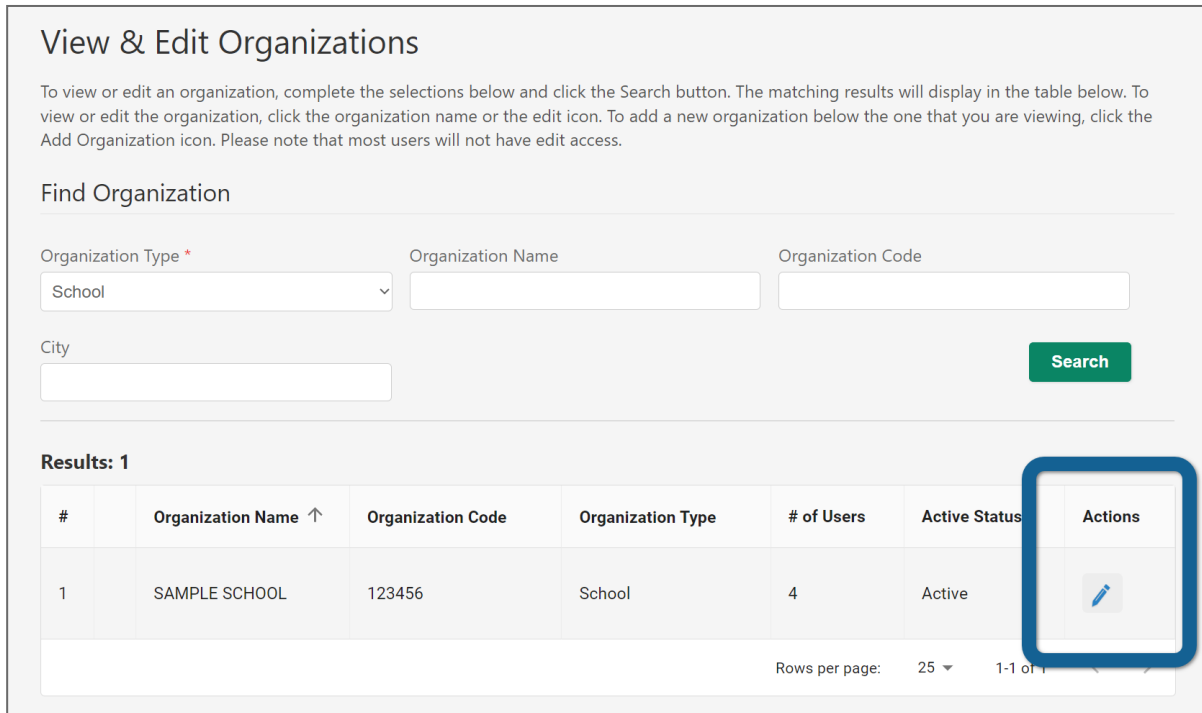 View & Edit Organizations
To view or edit an organization, complete the selections below and click the Search button. The matching results will display in the table below. To
view or edit the organization, click the organization name or the edit icon. To add a new organization below the one that you are viewing, click the
Add Organization icon. Please note that most users will not have edit access.
Find Organization
Organization Type * Organization Name Organization Code
School
City
Search
Results: 1
# Organization Name ↑ Organization Code Organization Type # of Users Active Status Actions
1 SAMPLE SCHOOL 123456 School 4 Active
Rows per page: 25 1-1 of 1